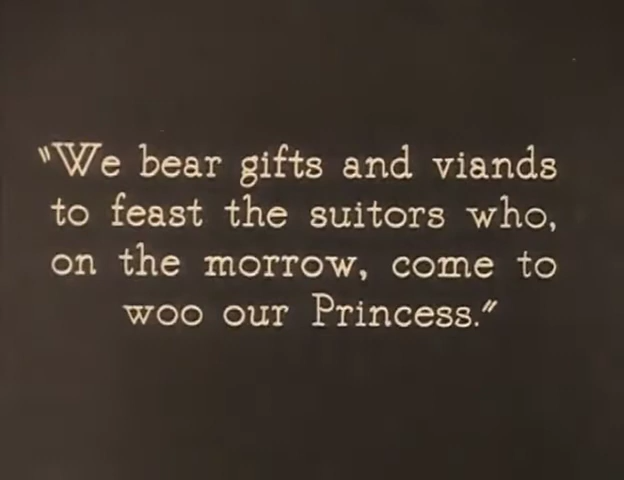 "We bear gifts and viands
to feast the suitors who,
on the morrow, come to
woo our Princess."